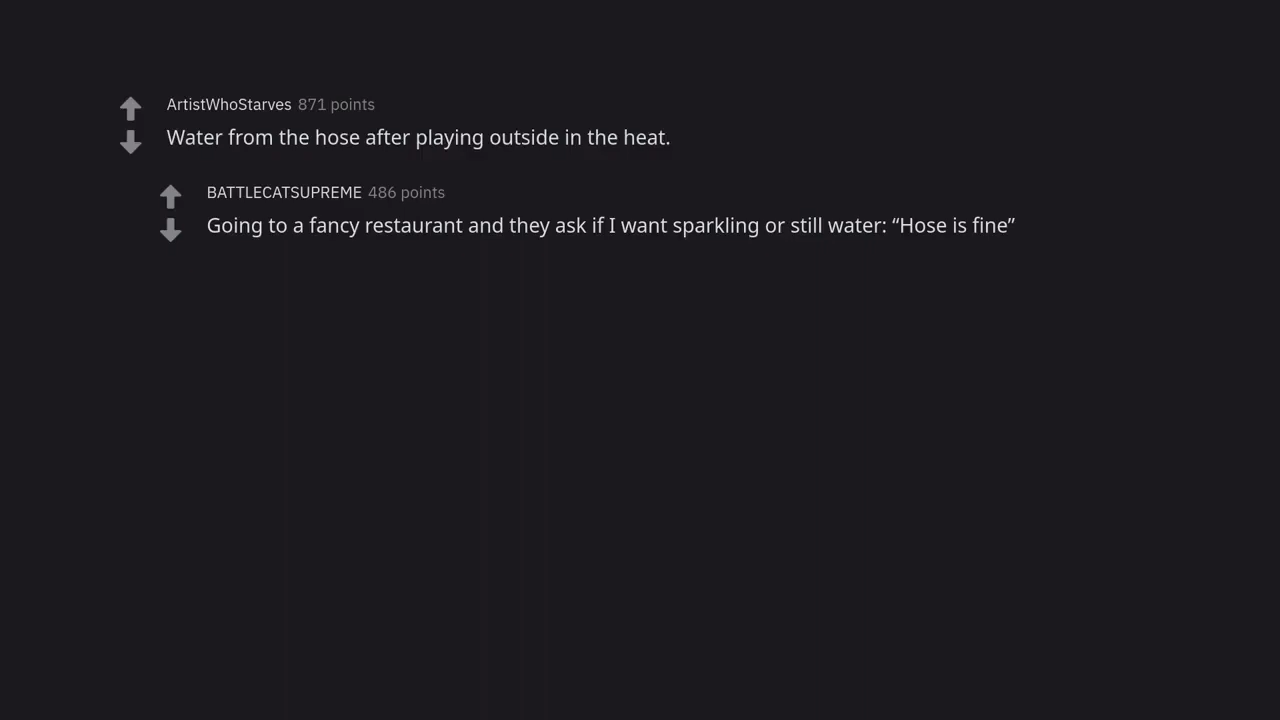 ArtistWhoStarves 871 points
Water from the hose after playing outside in the heat.
BATTLECATSUPREME 486 points
Going to a fancy restaurant and they ask if I want sparkling or still water: “Hose is fine”